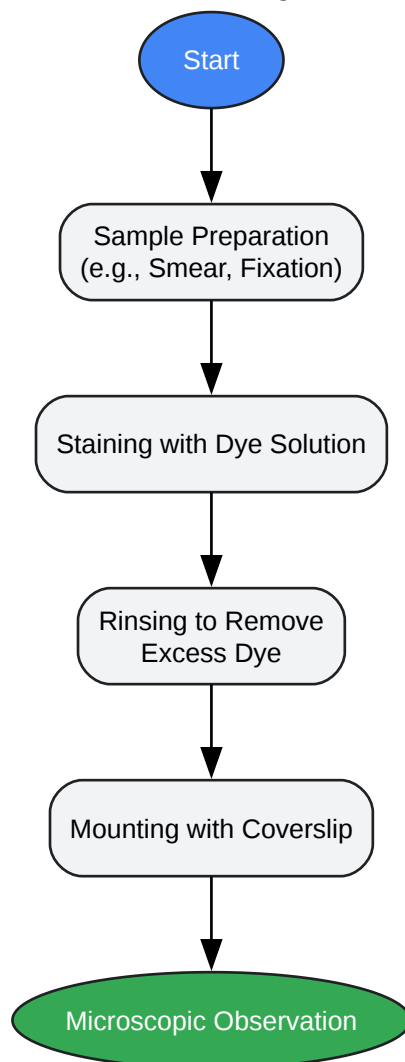 Start
Sample Preparation
(e.g., Smear, Fixation)
Staining with Dye Solution
Rinsing to Remove
Excess Dye
Mounting with Coverslip
Microscopic Observation